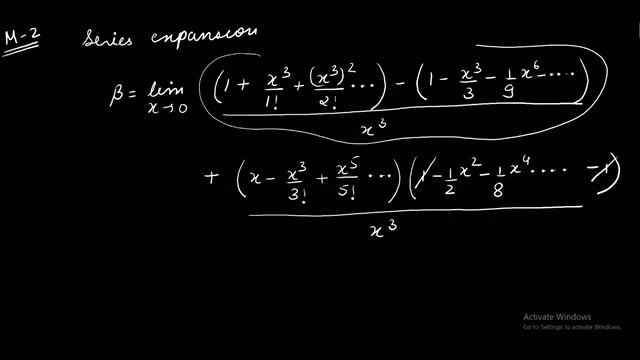 M-2 Series expansion
β = lim x→0 ((1 + x³/1! + (x³)²/2! ...) - (1 - x³/3 - 1/9 x⁶ - ....)) / x³
+ (x - x³/3! + x⁵/5! ...) (1 - 1/2 x² - 1/8 x⁴ .... - 1) / x³
Activate Windows
Go to Settings to activate Windows.